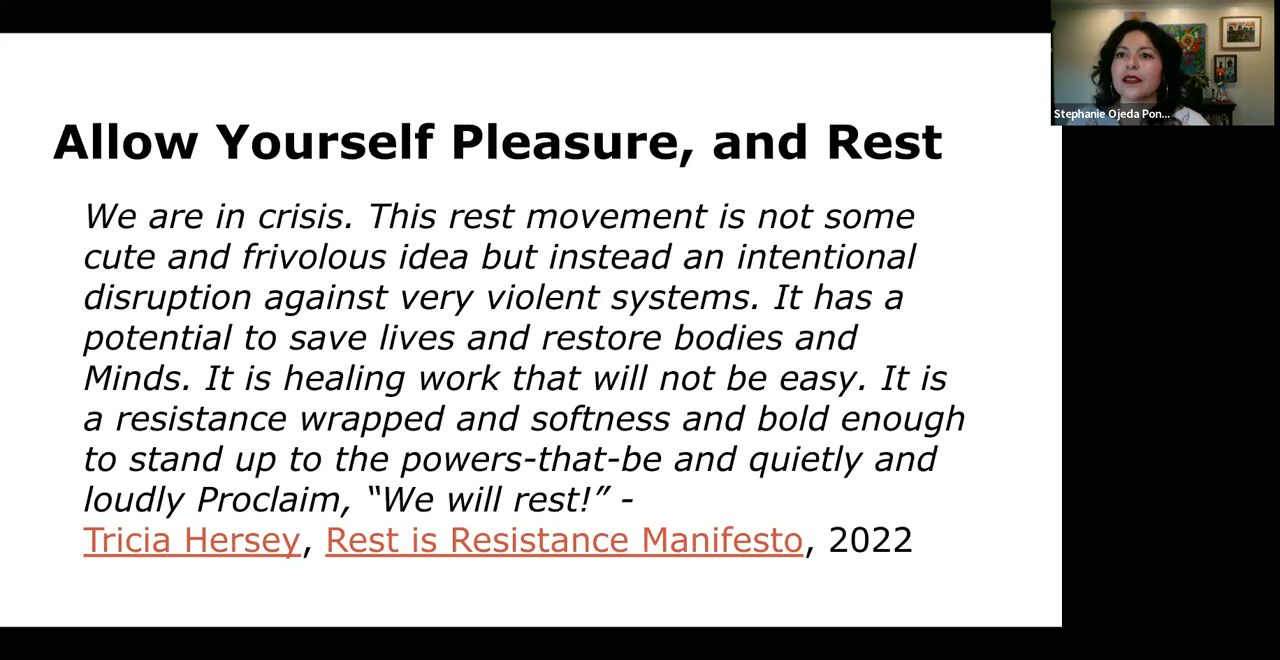 Allow Yourself Pleasure, and Rest
We are in crisis. This rest movement is not some
cute and frivolous idea but instead an intentional
disruption against very violent systems. It has a
potential to save lives and restore bodies and
Minds. It is healing work that will not be easy. It is
a resistance wrapped and softness and bold enough
to stand up to the powers-that-be and quietly and
loudly Proclaim, “We will rest!” -
Tricia Hersey, Rest is Resistance Manifesto, 2022
Stephanie Ojeda Pon...